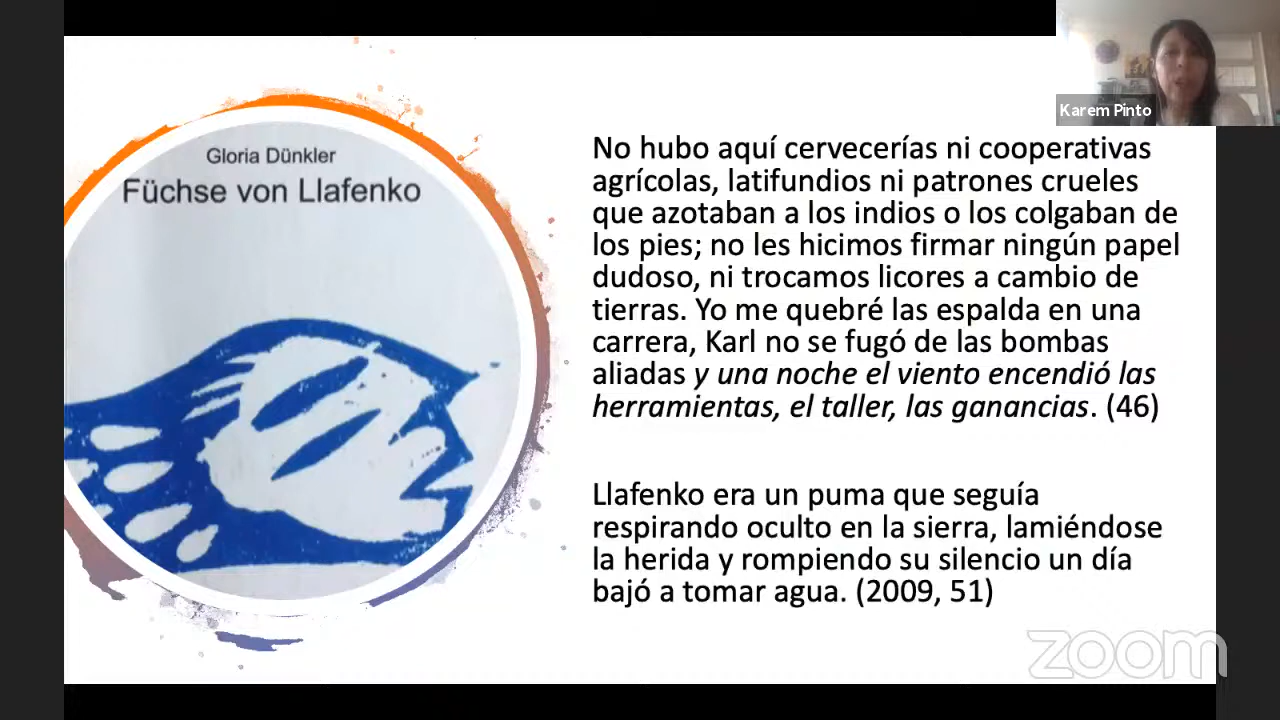 Karem Pinto
Gloria Dünkler
Füchse von Llafenko
No hubo aquí cervecerías ni cooperativas
agrícolas, latifundios ni patrones crueles
que azotaban a los indios o los colgaban de
los pies; no les hicimos firmar ningún papel
dudoso, ni trocamos licores a cambio de
tierras. Yo me quebré las espalda en una
carrera, Karl no se fugó de las bombas
aliadas y una noche el viento encendió las
herramientas, el taller, las ganancias. (46)
Llafenko era un puma que seguía
respirando oculto en la sierra, lamiéndose
la herida y rompiendo su silencio un día
bajó a tomar agua. (2009, 51)
zoom